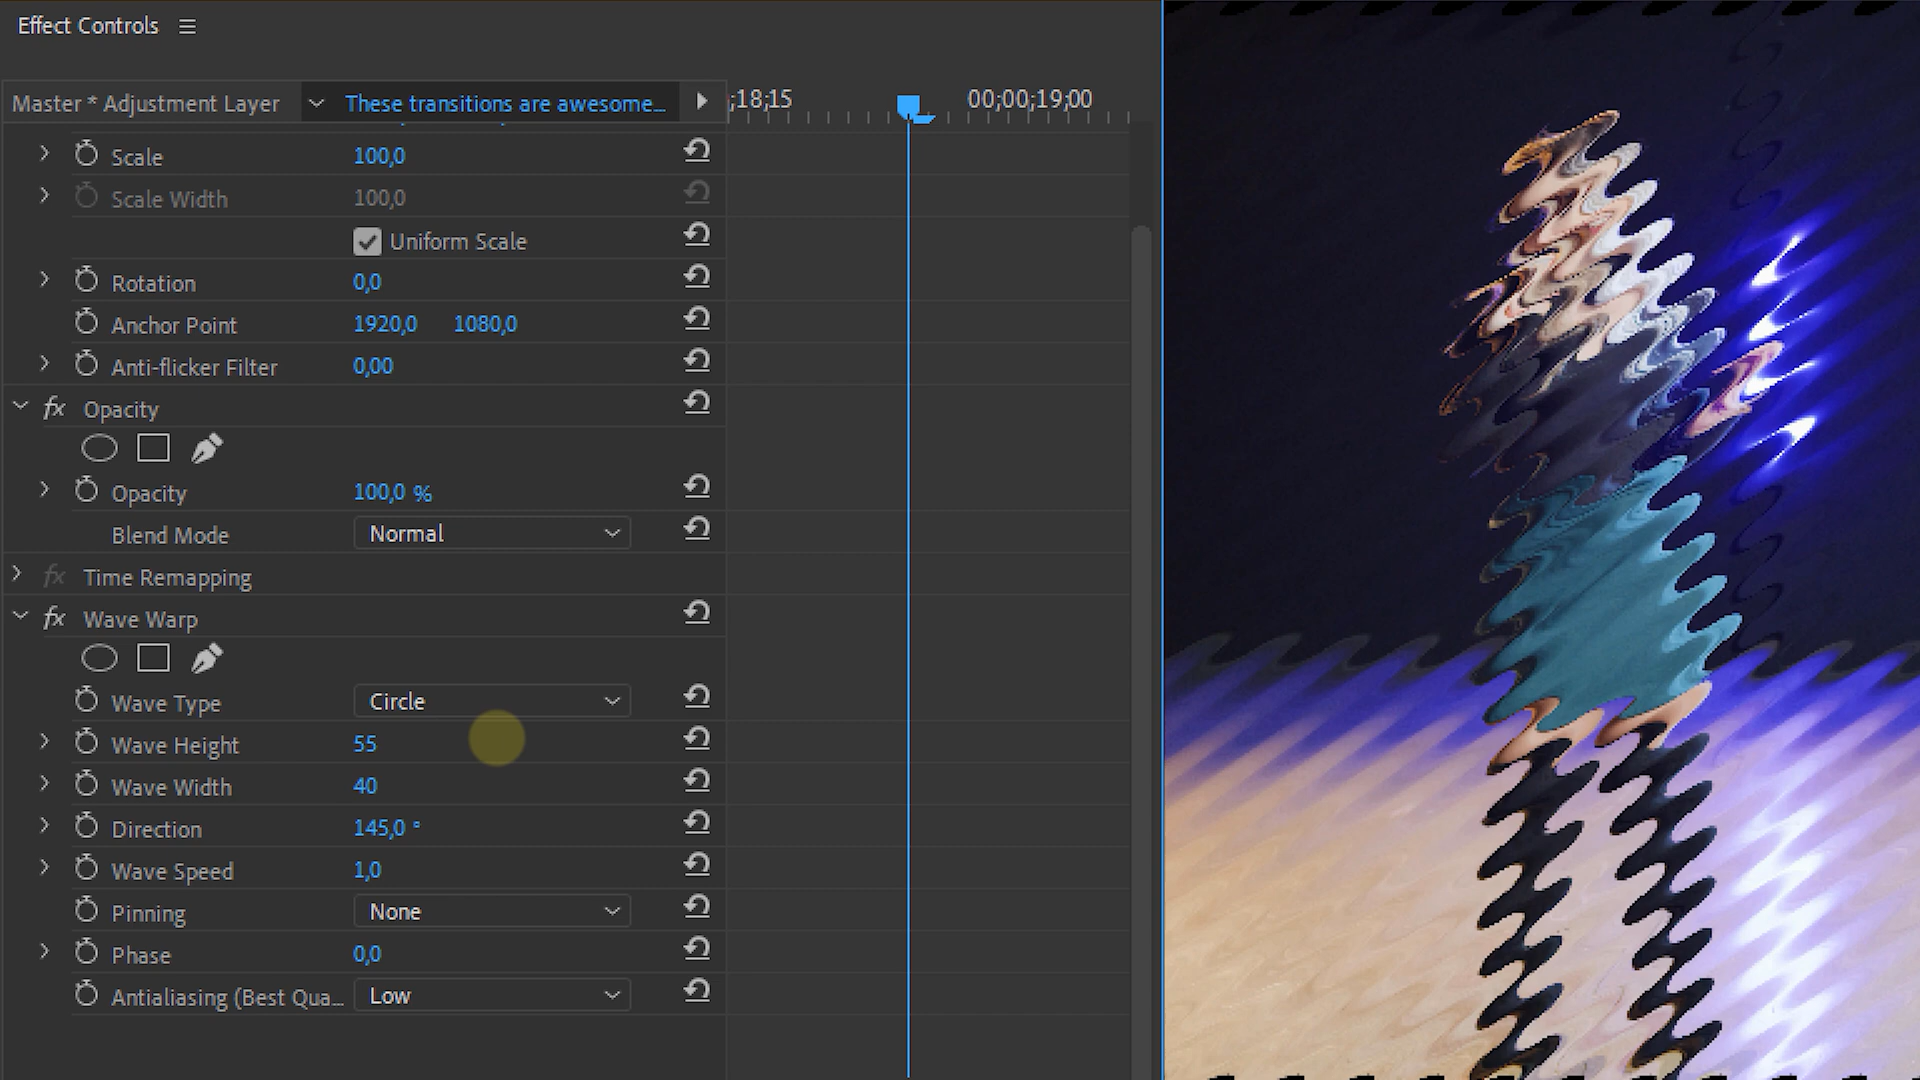 Effect Controls
Master * Adjustment Layer These transitions are awesome... ;18;15 00;00;19;00
Scale 100,0
Scale Width 100,0
Uniform Scale
Rotation 0,0
Anchor Point 1920,0 1080,0
Anti-flicker Filter 0,00
fx Opacity
Opacity 100,0 %
Blend Mode Normal
fx Time Remapping
fx Wave Warp
Wave Type Circle
Wave Height 55
Wave Width 40
Direction 145,0 °
Wave Speed 1,0
Pinning None
Phase 0,0
Antialiasing (Best Qua... Low